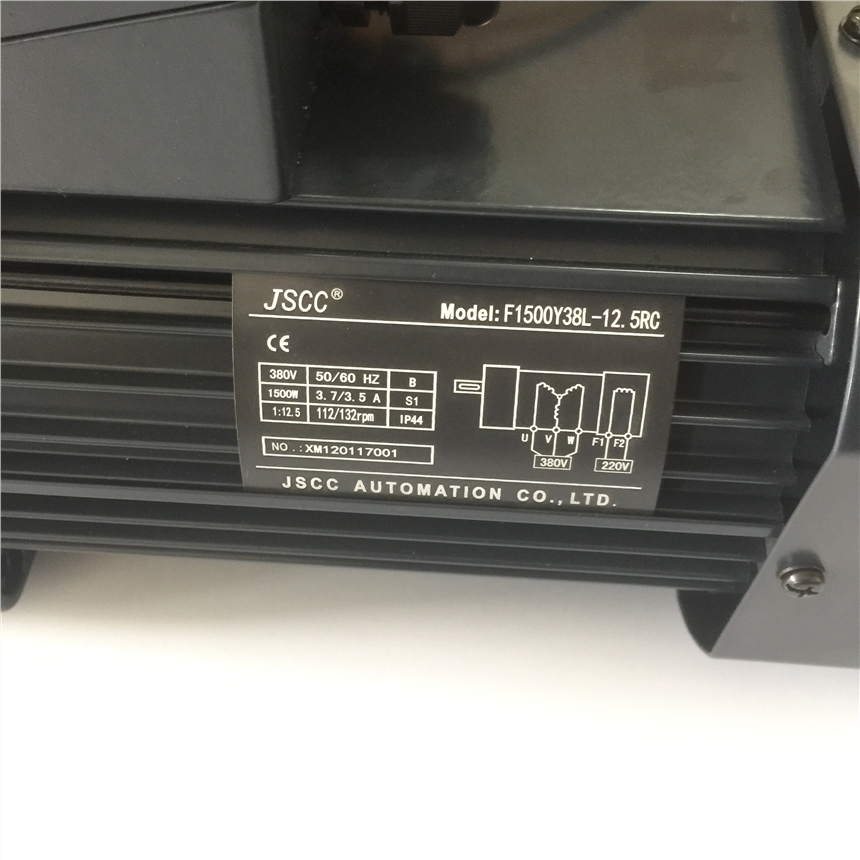 JSCC®
Model: F1500Y38L-12.5RC
CE
380V 50/60 HZ B
1500W 3.7/3.5 A S1
1:12.5 112/132rpm IP44
NO.:XM120117001
U V W F1 F2
380V 220V
JSCC AUTOMATION CO.,LTD.